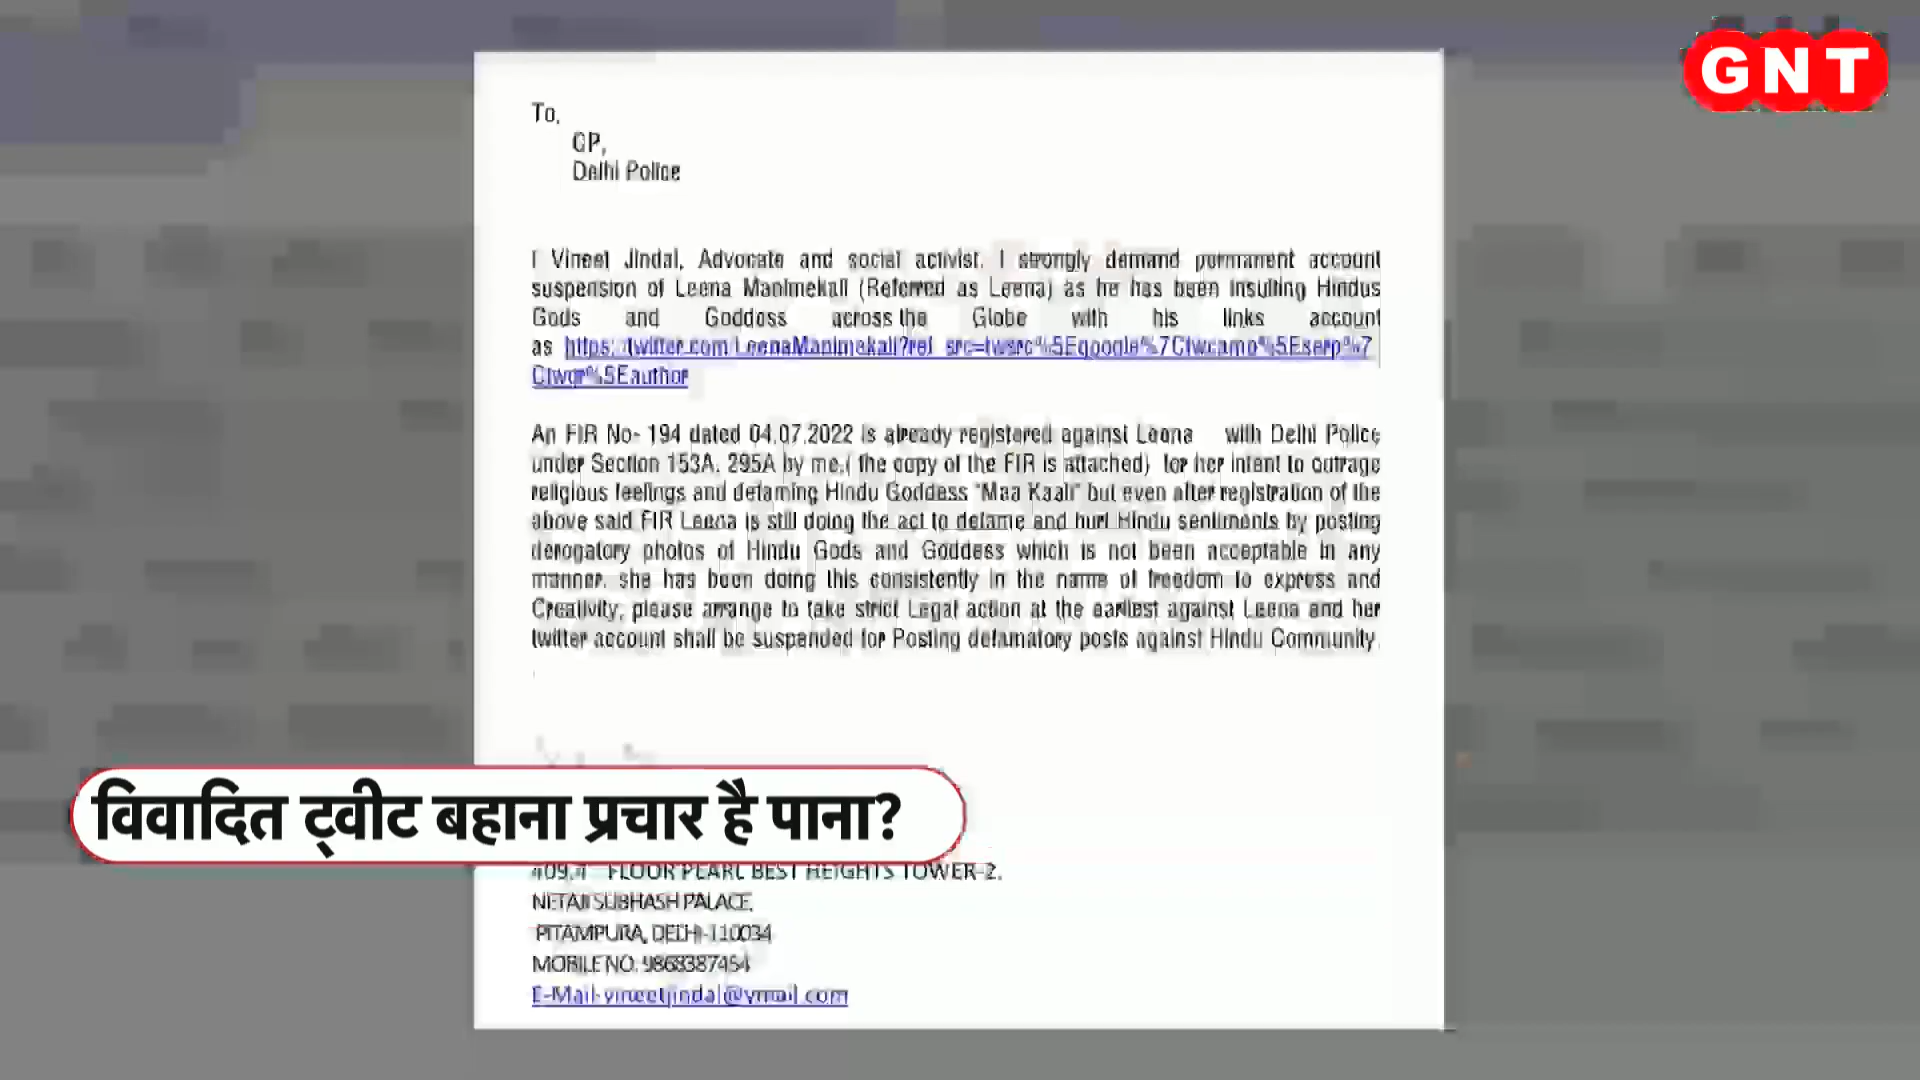 GNT
To,
CP,
Delhi Police
I Vineet Jindal, Advocate and social activist. I strongly demand permanent account
suspension of Leena Manimekali (Referred as Leena) as he has been insulting Hindus
Gods and Goddess across the Globe with his links account
as https://twitter.com/LeenaManimekali?ref_src=twsrc%5Egoogle%7Ctwcamp%5Eserp%7
Ctwgr%5Eauthor
An FIR No- 194 dated 04.07.2022 is already registered against Leena with Delhi Police
under Section 153A, 295A by me,( the copy of the FIR is attached) for her intent to outrage
religious feelings and defaming Hindu Goddess "Maa Kaali" but even after registration of the
above said FIR Leena is still doing the act to defame and hurt Hindu sentiments by posting
derogatory photos of Hindu Gods and Goddess which is not been acceptable in any
manner. she has been doing this consistently in the name of freedom to express and
Creativity, please arrange to take strict Legal action at the earliest against Leena and her
twitter account shall be suspended for Posting defamatory posts against Hindu Community.
विवादित ट्वीट बहाना प्रचार है पाना?
FLOOR PEARL BEST HEIGHTS TOWER-2,
NETAJI SUBHASH PALACE,
PITAMPURA, DELHI-110034
MOBILE NO. 9868387454
E-Mail-vineetjindal@ymail.com